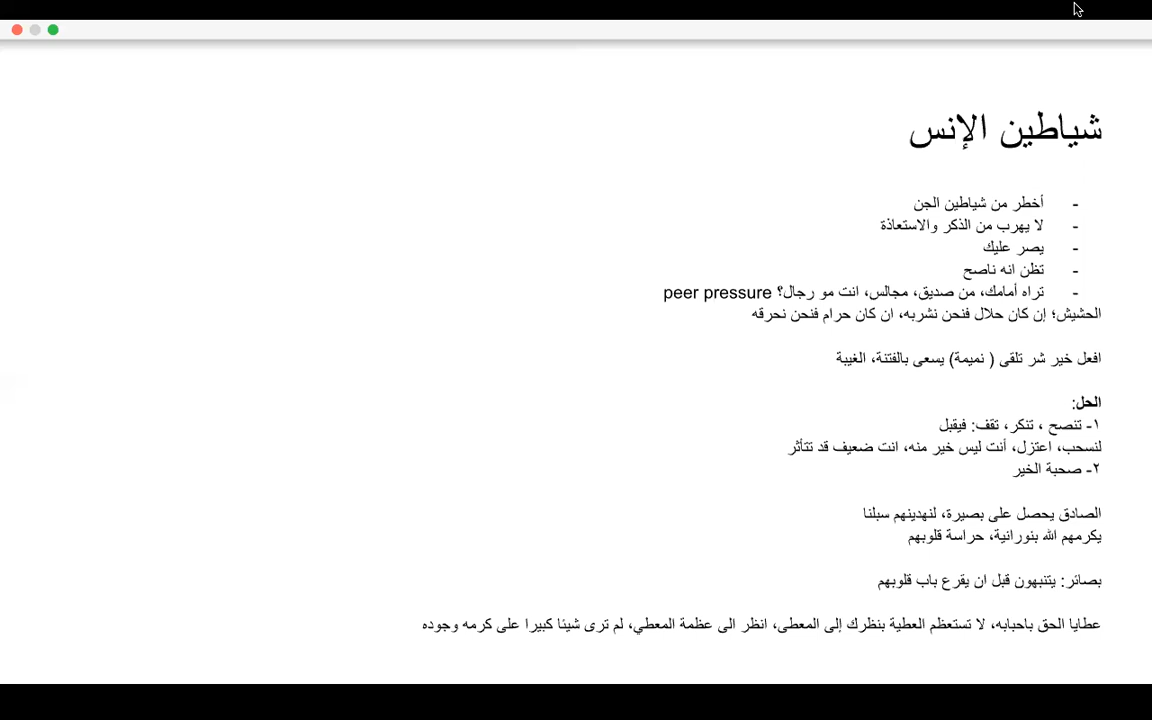 شياطين الإنس
- أخطر من شياطين الجن
- لا يهرب من الذكر والاستعاذة
- يصر عليك
- تظن انه ناصح
- تراه أمامك، من صديق، مجالس، انت مو رجال؟ peer pressure
الحشيش؛ إن كان حلال فنحن نشربه، ان كان حرام فنحن نحرقه
افعل خير شر تلقى ( نميمة) يسعى بالفتنة، الغيبة
الحل:
١- تنصح ، تنكر، تقف: فيقبل
لنسحب، اعتزل، أنت ليس خير منه، انت ضعيف قد تتأثر
٢- صحبة الخير
الصادق يحصل على بصيرة، لنهدينهم سبلنا
يكرمهم الله بنورانية، حراسة قلوبهم
بصائر: يتنبهون قبل ان يقرع باب قلوبهم
عطايا الحق باحبابه، لا تستعظم العطية بنظرك إلى المعطى، انظر الى عظمة المعطي، لم ترى شيئا كبيرا على كرمه وجوده